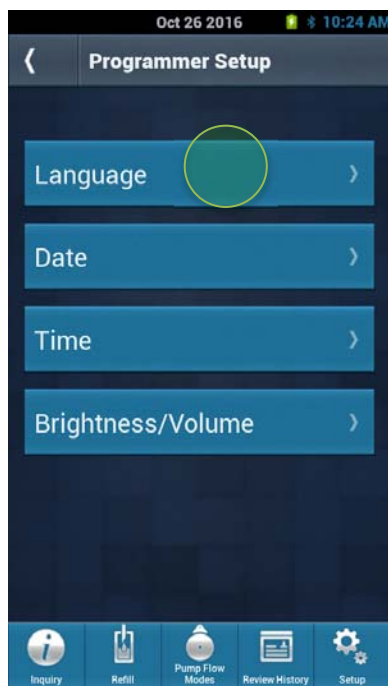 Oct 26 2016 10:24 AM
Programmer Setup
Language
Date
Time
Brightness/Volume
Inquiry
Refill
Pump Flow
Modes
Review History
Setup